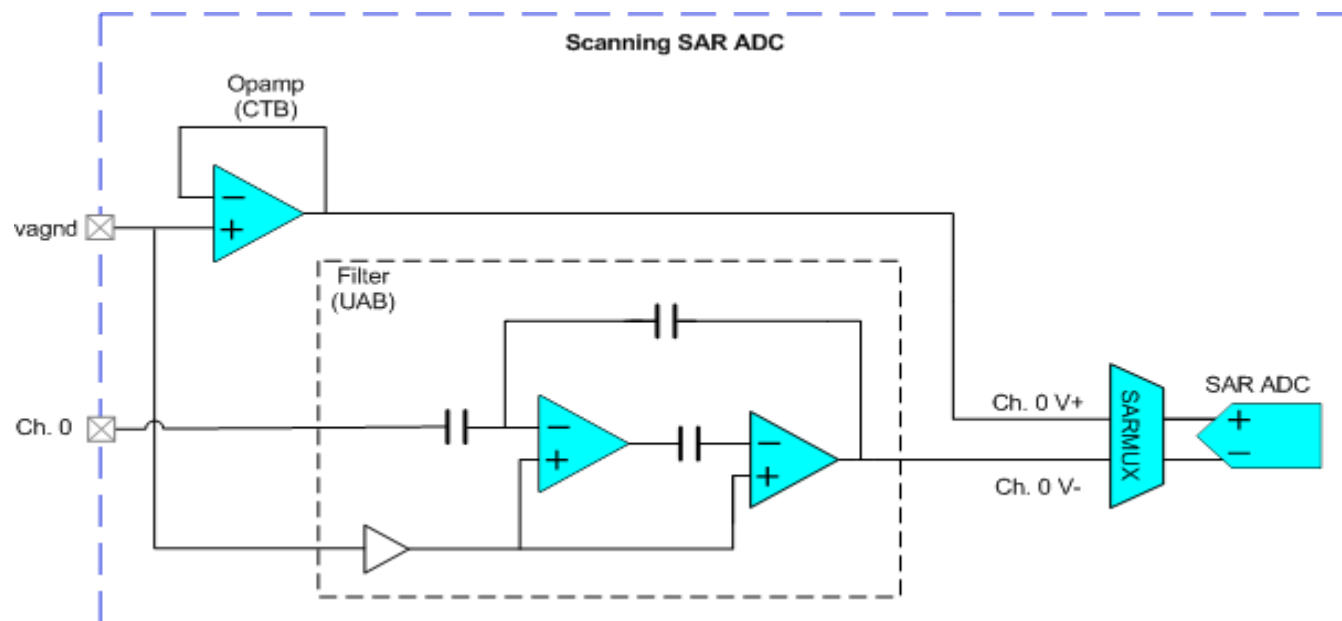 Scanning SAR ADC
Opamp
(CTB)
−
+
vagnd
Filter
(UAB)
−
+
−
+
Ch. 0
Ch. 0 V+
Ch. 0 V-
SARMUX
SAR ADC
+
−